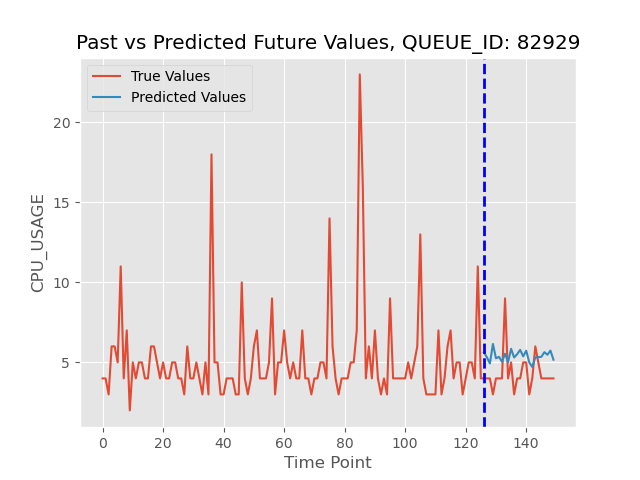 Past vs Predicted Future Values, QUEUE_ID: 82929
True Values
Predicted Values
CPU_USAGE
20
15
10
5
0 20 40 60 80 100 120 140
Time Point